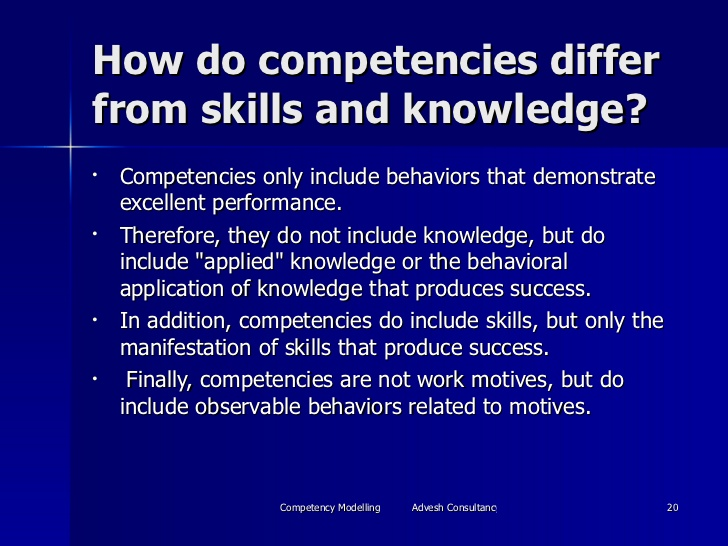 How do competencies differ
from skills and knowledge?
• Competencies only include behaviors that demonstrate
excellent performance.
• Therefore, they do not include knowledge, but do
include "applied" knowledge or the behavioral
application of knowledge that produces success.
• In addition, competencies do include skills, but only the
manifestation of skills that produce success.
• Finally, competencies are not work motives, but do
include observable behaviors related to motives.
Competency Modelling Advesh Consultanc 20